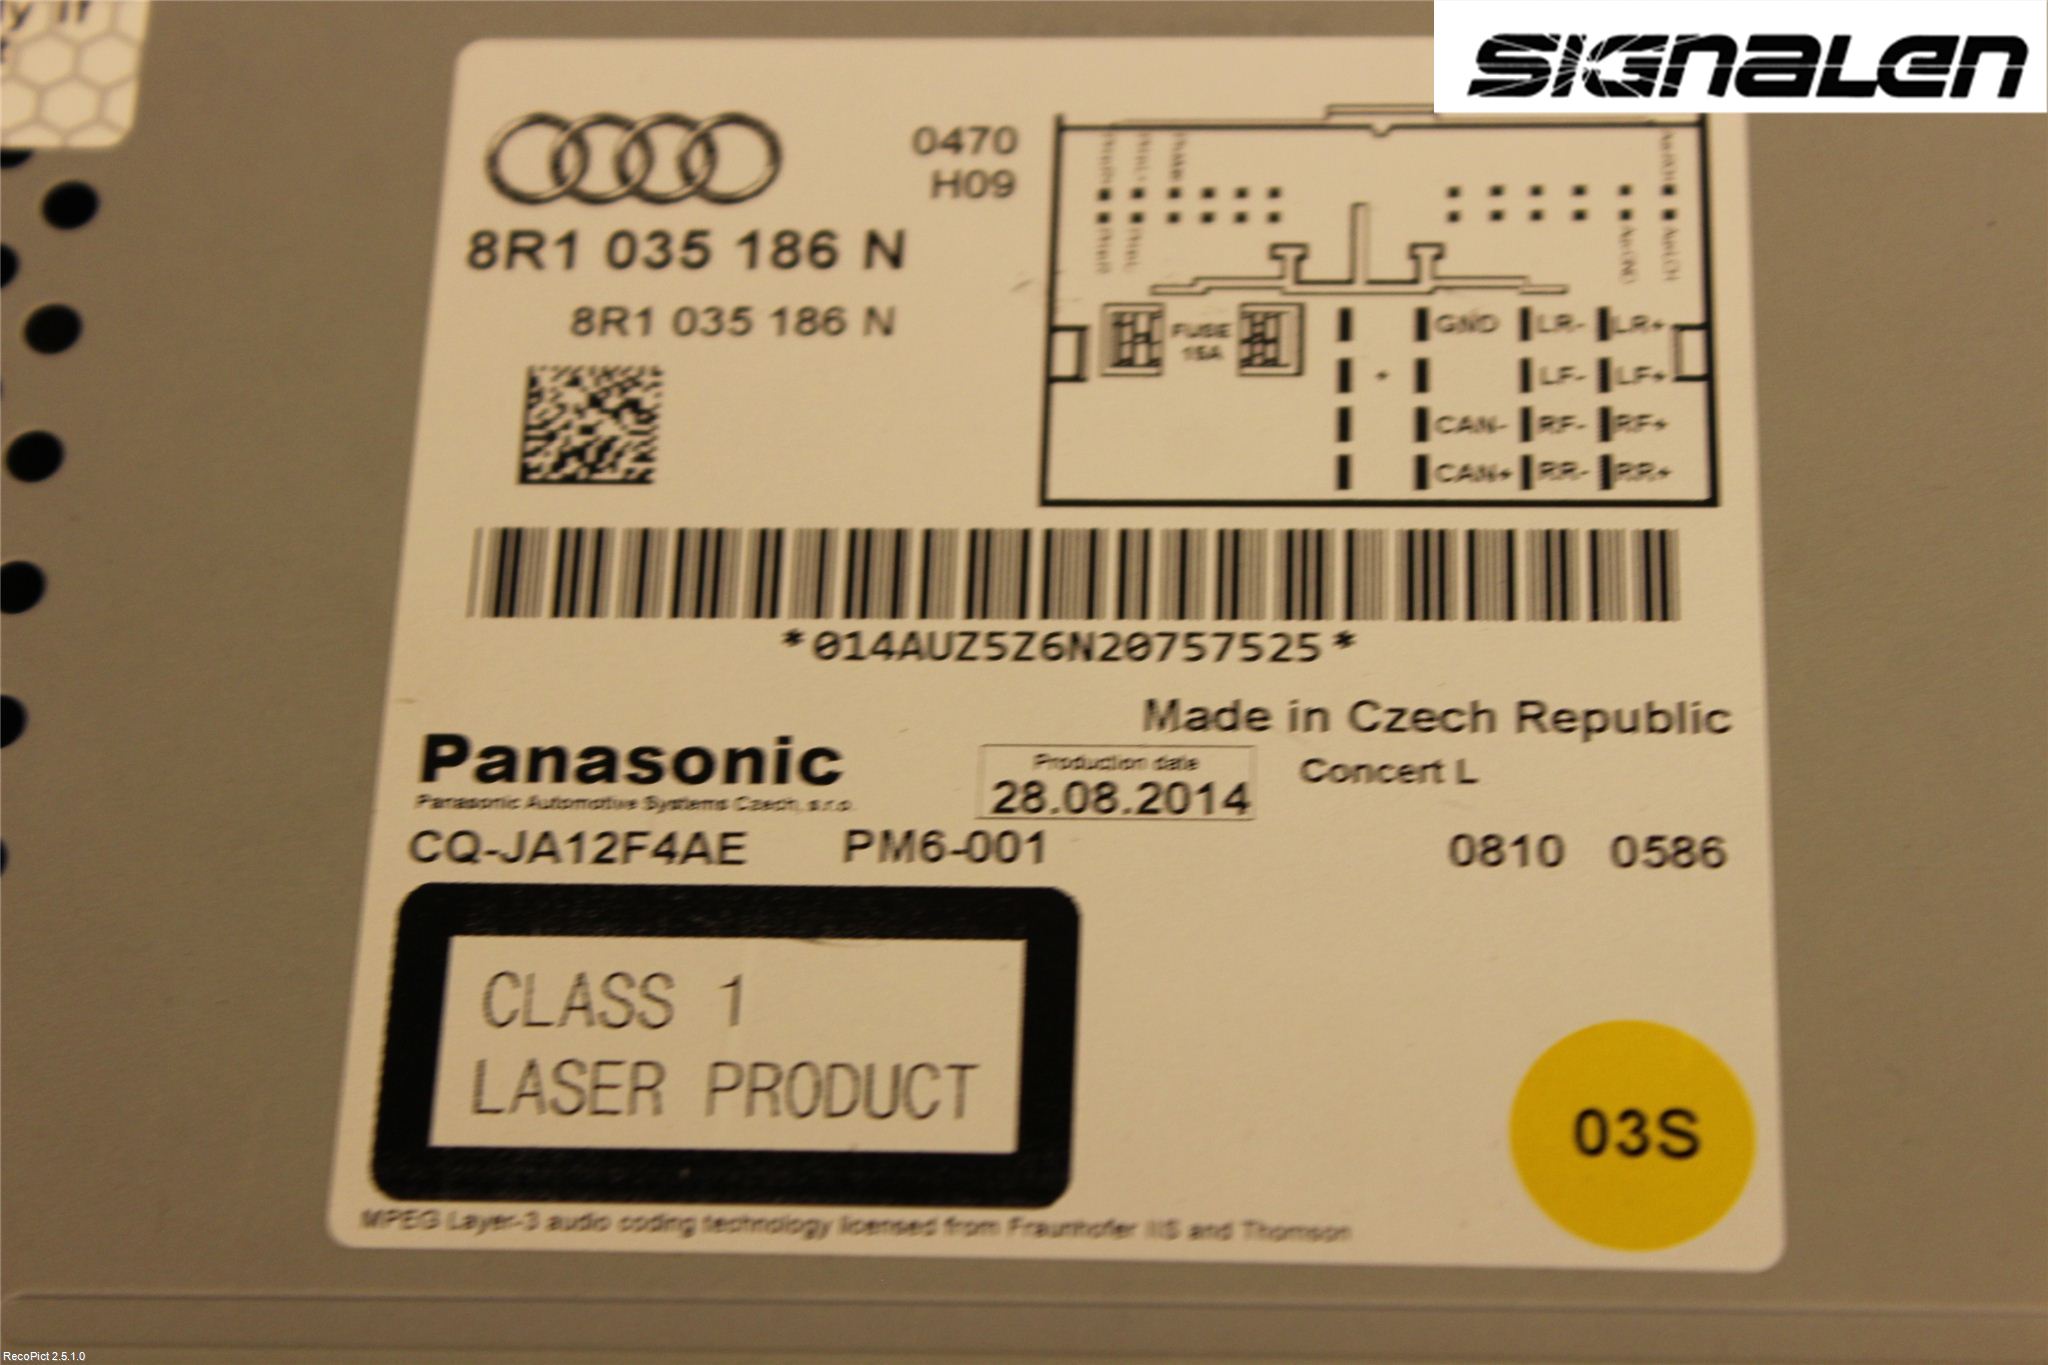 SIGNALEN
0470
H09
8R1 035 186 N
8R1 035 186 N
FUSE
15A
GND LR- LR+
+ LF- LF+
CAN- RF- RF+
CAN+ RR- RR+
*014AUZ5Z6N20757525*
Made in Czech Republic
Panasonic
Panasonic Automotive Systems Czech, s.r.o.
Production date
28.08.2014
Concert L
CQ-JA12F4AE PM6-001
0810 0586
CLASS 1
LASER PRODUCT
03S
MPEG Layer-3 audio coding technology licensed from Fraunhofer IIS and Thomson
RecoPict 2.5.1.0